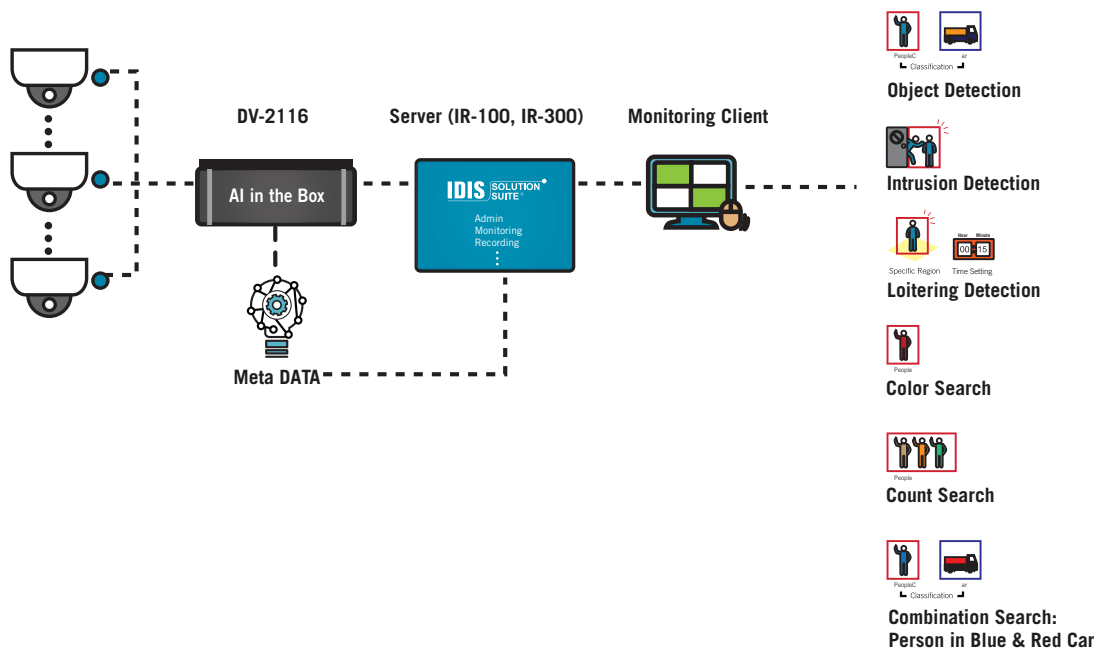 DV-2116
AI in the Box
Meta DATA
Server (IR-100, IR-300)
IDIS SOLUTION
SUITE®
Admin
Monitoring
Recording
Monitoring Client
PeopleC ar
Classification
Object Detection
Intrusion Detection
Hour Minute
00 15
Specific Region Time Setting
Loitering Detection
People
Color Search
People
Count Search
PeopleC ar
Classification
Combination Search:
Person in Blue & Red Car